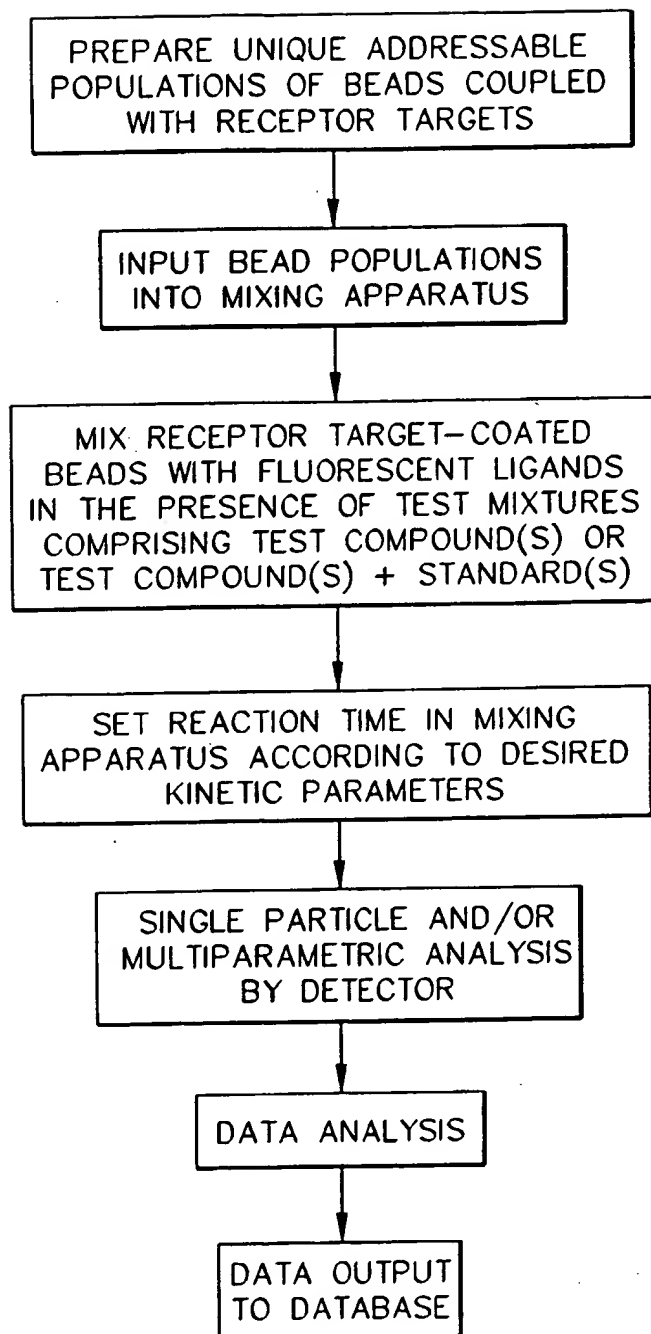 PREPARE UNIQUE ADDRESSABLE
POPULATIONS OF BEADS COUPLED
WITH RECEPTOR TARGETS
INPUT BEAD POPULATIONS
INTO MIXING APPARATUS
MIX RECEPTOR TARGET-COATED
BEADS WITH FLUORESCENT LIGANDS
IN THE PRESENCE OF TEST MIXTURES
COMPRISING TEST COMPOUND(S) OR
TEST COMPOUND(S) + STANDARD(S)
SET REACTION TIME IN MIXING
APPARATUS ACCORDING TO DESIRED
KINETIC PARAMETERS
SINGLE PARTICLE AND/OR
MULTIPARAMETRIC ANALYSIS
BY DETECTOR
DATA ANALYSIS
DATA OUTPUT
TO DATABASE